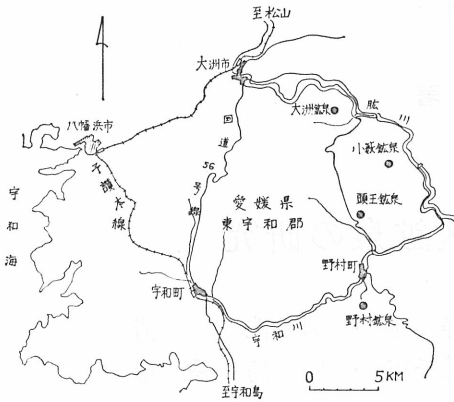 至松山
大洲市
大洲鉱泉
肱川
八幡浜市
小薮鉱泉
国道56号線
予讃本線
愛媛県
東宇和郡
頭王鉱泉
宇和海
野村町
宇和町
野村鉱泉
宇和川
至宇和島
0 5KM